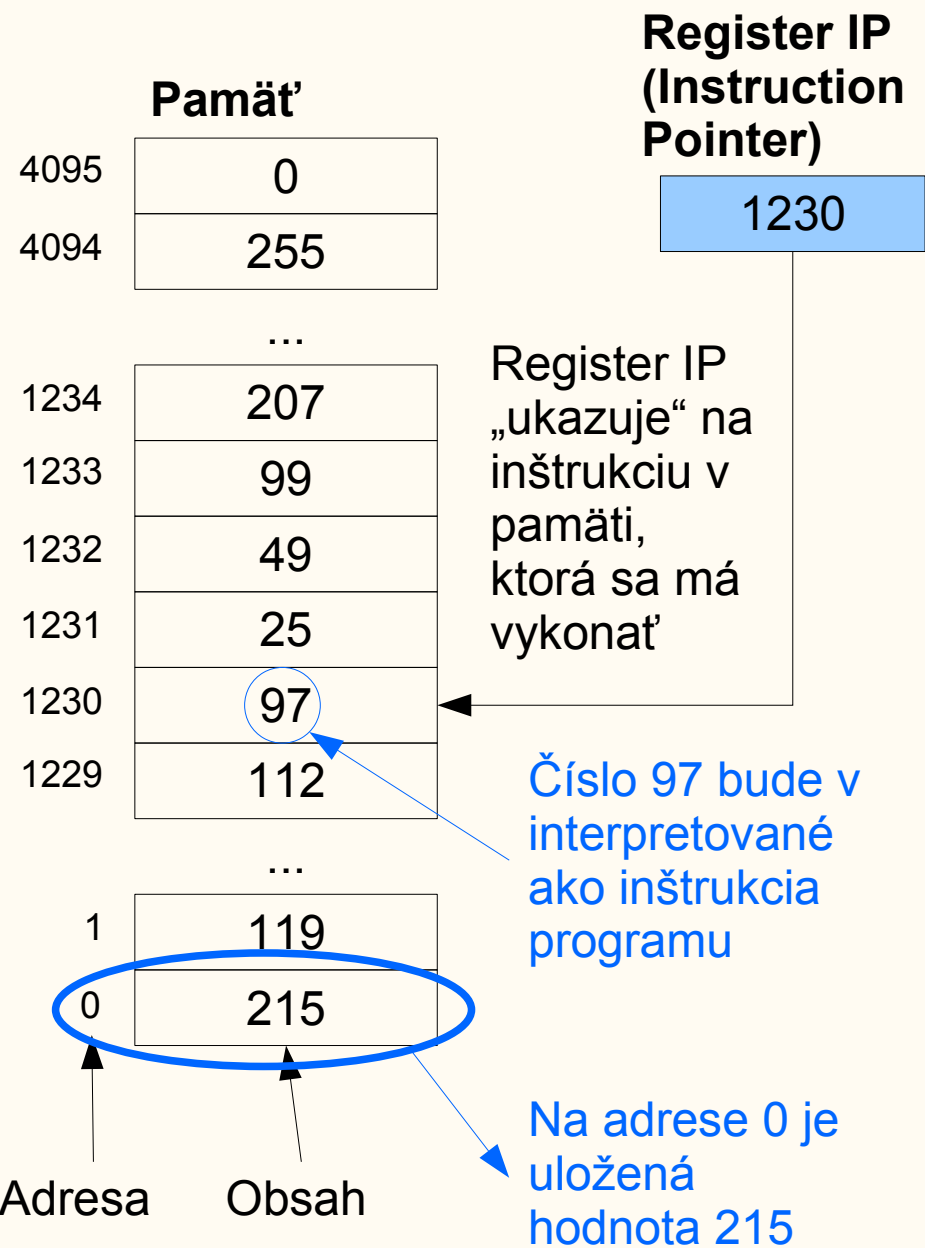 Register IP
(Instruction
Pointer)
1230
Pamäť
4095 0
4094 255
...
1234 207
1233 99
1232 49
1231 25
1230 97
1229 112
...
1 119
0 215
Adresa Obsah
Register IP
„ukazuje“ na
inštrukciu v
pamäti,
ktorá sa má
vykonať
Číslo 97 bude v
interpretované
ako inštrukcia
programu
Na adrese 0 je
uložená
hodnota 215